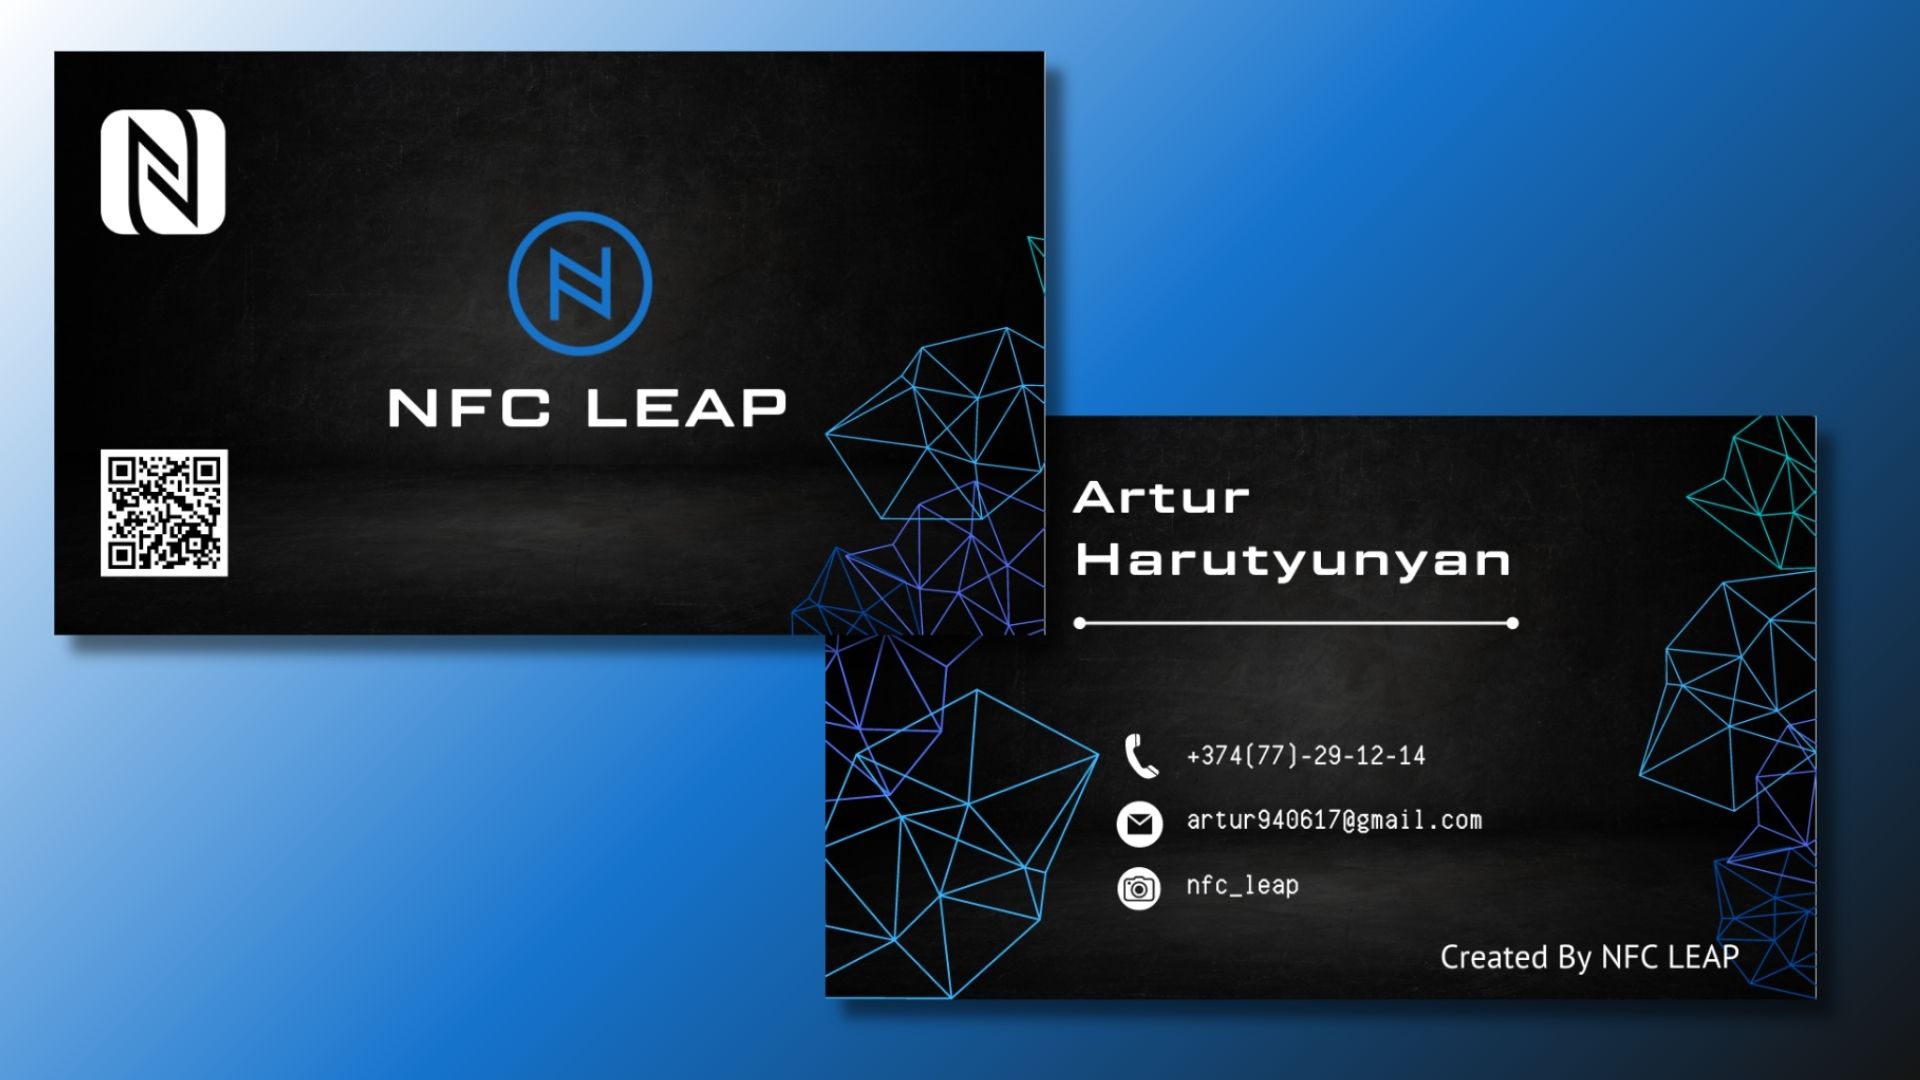 NFC LEAP
Artur
Harutyunyan
+374(77)-29-12-14
artur940617@gmail.com
nfc_leap
Created By NFC LEAP